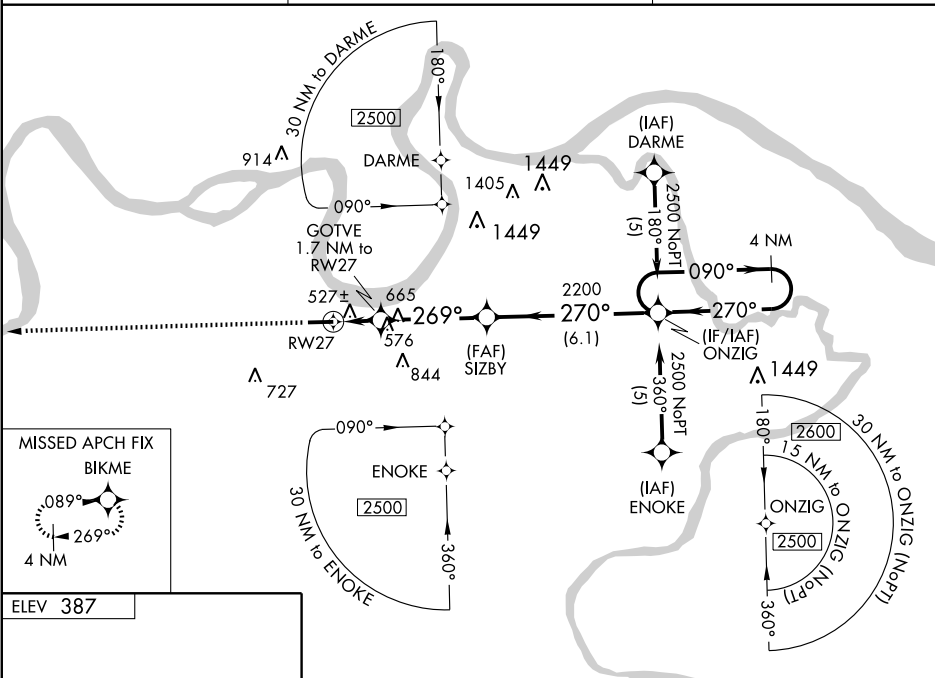 30 NM to DARME
180°
2500
DARME
090°
914
1405
1449
1449
(IAF)
DARME
2500 NoPT
180°
(5)
4 NM
090°
GOTVE
1.7 NM to
RW27
527±
665
269°
2200
270°
(6.1)
270°
RW27
576
(FAF)
SIZBY
(IF/IAF)
ONZIG
844
727
2500 NoPT
360°
(5)
1449
MISSED APCH FIX
BIKME
089°
269°
4 NM
090°
ENOKE
2500
360°
30 NM to ENOKE
(IAF)
ENOKE
180°
2600
30 NM to ONZIG (NoPT)
15 NM to ONZIG (NoPT)
ONZIG
2500
360°
ELEV 387